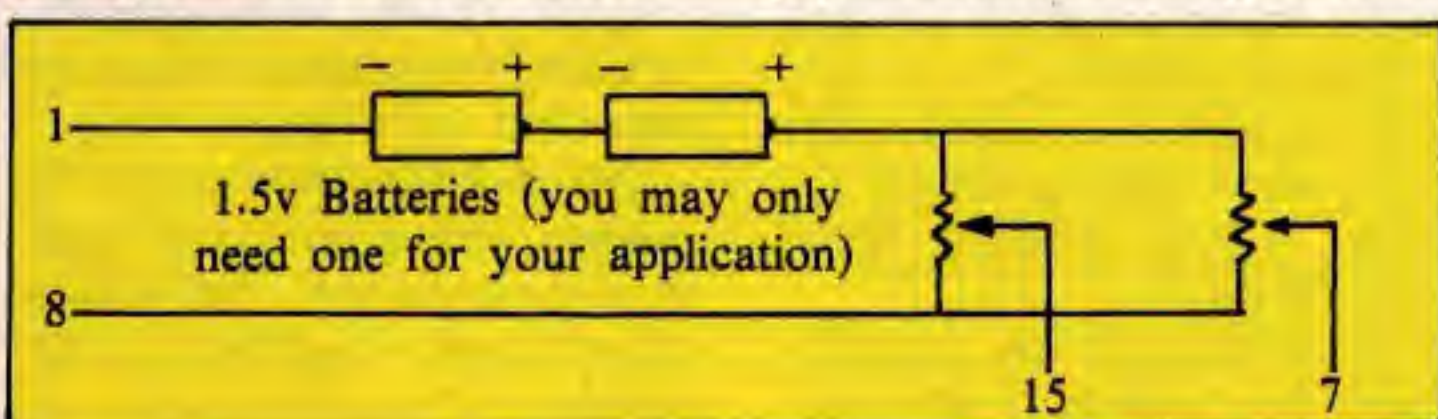 − + − +
1
1.5v Batteries (you may only
need one for your application)
8
15 7